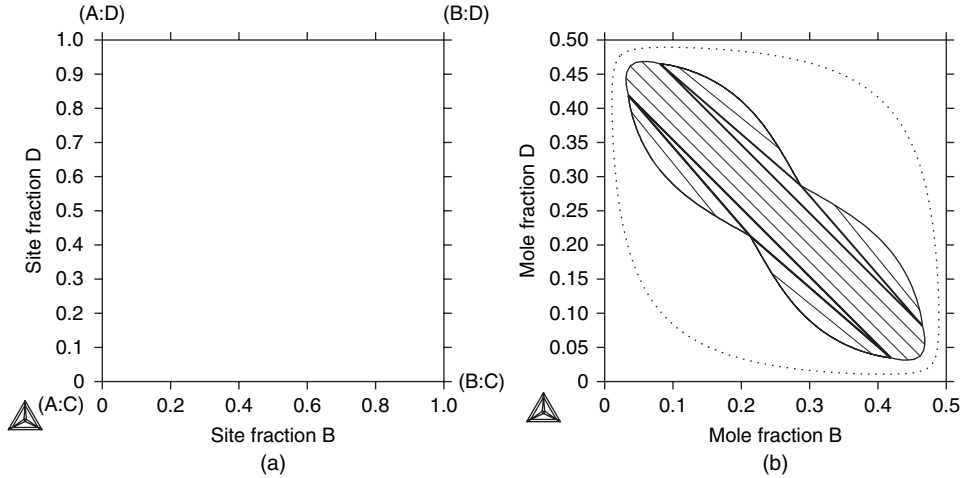 (A:D) (B:D)
1.0
0.9
0.8
0.7
0.6
0.5
0.4
0.3
0.2
0.1
0
Site fraction D
(A:C) (B:C)
0 0.2 0.4 0.6 0.8 1.0
Site fraction B
(a)
0.50
0.45
0.40
0.35
0.30
0.25
0.20
0.15
0.10
0.05
0
Mole fraction D
0 0.1 0.2 0.3 0.4 0.5
Mole fraction B
(b)